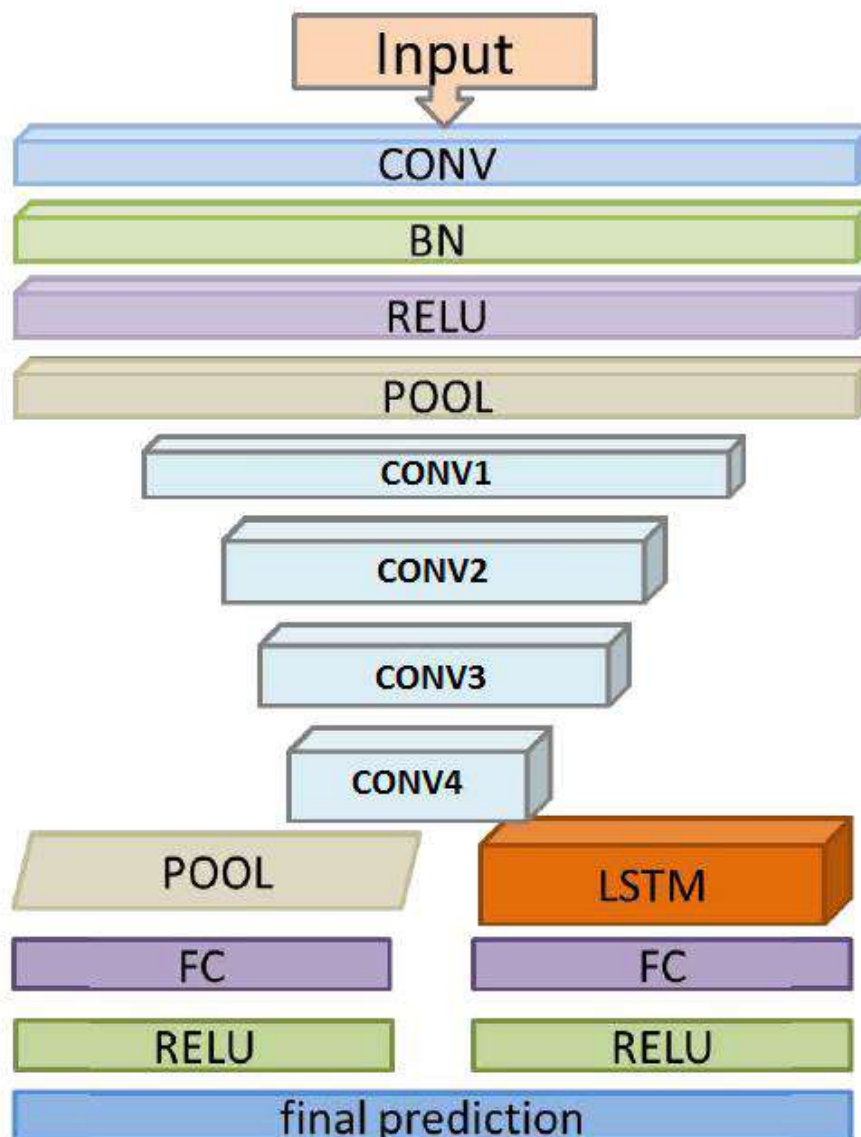 Input
CONV
BN
RELU
POOL
CONV1
CONV2
CONV3
CONV4
POOL
LSTM
FC
FC
RELU
RELU
final prediction